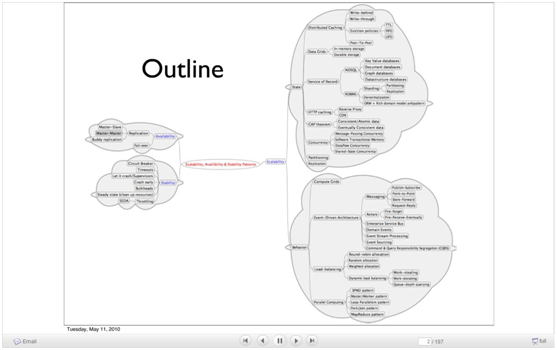 Outline
Write-behind
Write-through
Distributed Caching
Eviction policies
TTL
FIFO
LIFO
Peer-To-Peer
Data Grids
In-memory storage
Durable storage
State
Service of Record
NOSQL
Key Value databases
Document databases
Graph databases
Datastructure databases
RDBMS
Sharding
Partitioning
Replication
Denormalization
ORM + Rich domain model antipattern
HTTP caching
Reverse Proxy
CDN
CAP theorem
Consistent/Atomic data
Eventually Consistent data
Concurrency
Message-Passing Concurrency
Software Transactional Memory
Dataflow Concurrency
Shared-State Concurrency
Partitioning
Replication
Master-Slave
Master-Master
Buddy replication
Replication
Fail-over
Availability
Scalability, Availability & Stability Patterns
Scalability
Circuit Breaker
Timeouts
Let it crash/Supervisors
Crash early
Bulkheads
Steady state (clean up resources)
SEDA
Throttling
Stability
Behavior
Compute Grids
Event-Driven Architecture
Messaging
Publish-Subscribe
Point-to-Point
Store-Forward
Request-Reply
Actors
Fire-forget
Fire-Receive-Eventually
Enterprise Service Bus
Domain Events
Event Stream Processing
Event Sourcing
Command & Query Responsibility Segregation (CQRS)
Load-balancing
Round-robin allocation
Random allocation
Weighted allocation
Dynamic load balancing
Work-stealing
Work-donating
Queue-depth querying
Parallel Computing
SPMD pattern
Master/Worker pattern
Loop Parallelism pattern
Fork/Join pattern
MapReduce pattern
Tuesday, May 11, 2010
Email
2 / 197
full